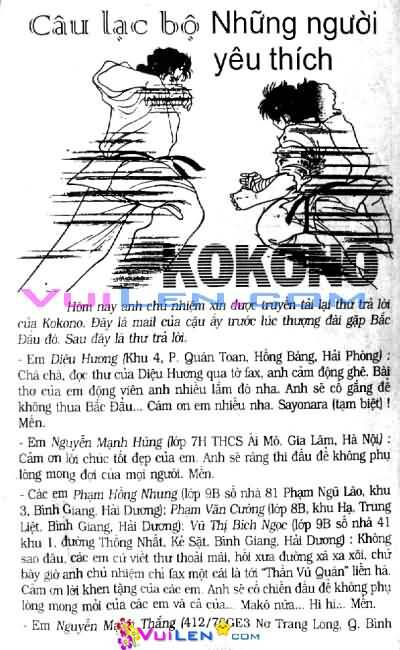 Câu lạc bộ Những người
yêu thích
KOKONO
VuiLen.com
Hôm nay anh chủ nhiệm xin được truyền tải lại thư trả lời
của Kokono. Đây là mail của cậu ấy trước lúc thượng đài gặp Bắc
Đẩu đó. Sau đây là thư trả lời.
- Em Diệu Hương (Khu 4, P. Quán Toan, Hồng Bàng, Hải Phòng) :
Chà chà, đọc thư của Diệu Hương qua tờ fax, anh cảm động ghê. Bài
thơ của em động viên anh nhiều lắm đó nha. Anh sẽ cố gắng để
không thua Bắc Đẩu... Cảm ơn em nhiều nha. Sayonara (tạm biệt) !
Mến.
- Em Nguyễn Mạnh Hùng (lớp 7H THCS Ái Mộ, Gia Lâm, Hà Nội) :
Cảm ơn lời chúc tốt đẹp của em. Anh sẽ ráng thi đấu để không phụ
lòng mong đợi của mọi người. Mến.
- Các em Phạm Hồng Nhung (lớp 9B số nhà 81 Phạm Ngũ Lão, khu
3, Bình Giang, Hải Dương); Phạm Văn Cường (lớp 8B, khu Hạ, Trung
Liệt, Bình Giang, Hải Dương); Vũ Thị Bích Ngọc (lớp 9B số nhà 41
khu 1, đường Thống Nhất, Kẻ Sặt, Bình Giang, Hải Dương) : Không
sao đâu, các em cứ viết thư thoải mái, hồi xưa đường xá xa xôi, chứ
bây giờ anh chủ nhiệm chỉ fax một cái là tới "Thần Vũ Quán" liền hà.
Cảm ơn lời khen tặng của các em. Anh sẽ cố chiến đấu để không phụ
lòng mong mỏi của các em và cả của... Makô nữa... Hi hi... Mến.
- Em Nguyễn Mạnh Thắng (412/ Nơ Trang Long, Q. Bình
VuiLen.com